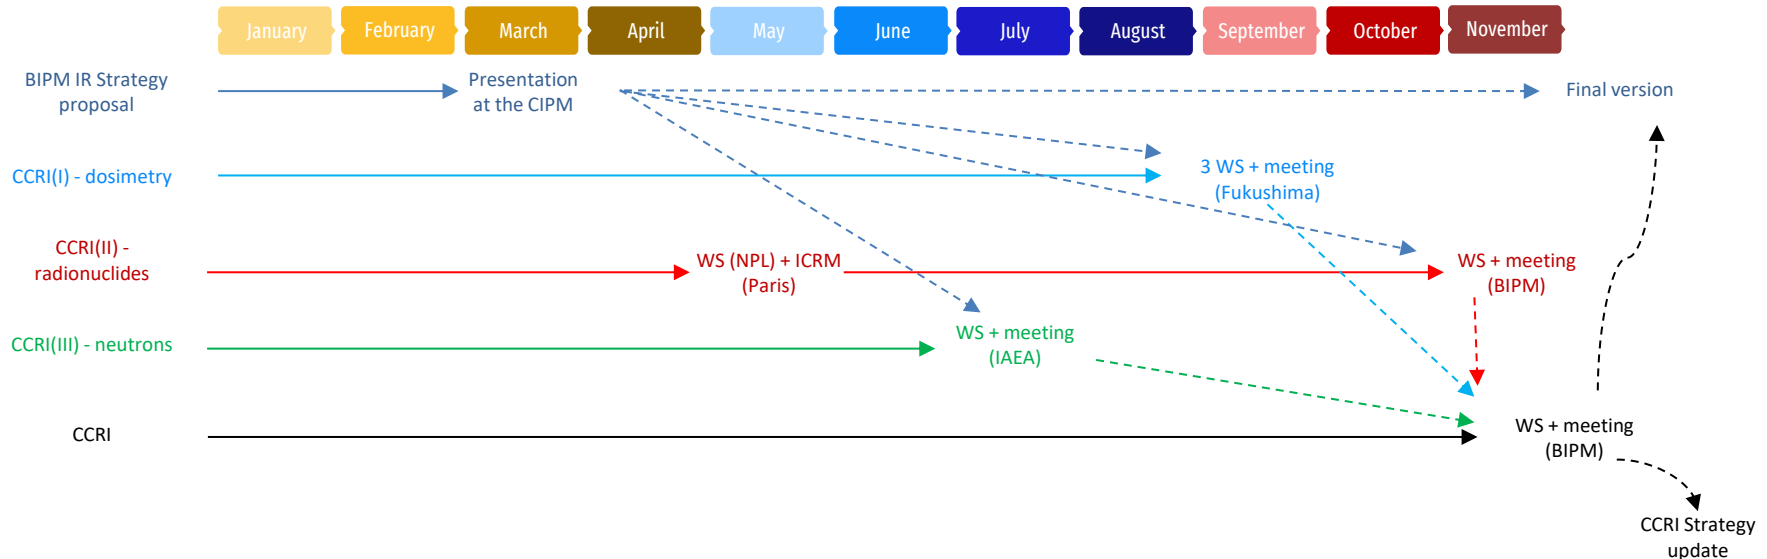 January
February
March
April
May
June
July
August
September
October
November
BIPM IR Strategy
proposal
Presentation
at the CIPM
Final version
CCRI(I) - dosimetry
3 WS + meeting
(Fukushima)
CCRI(II) -
radionuclides
WS (NPL) + ICRM
(Paris)
WS + meeting
(BIPM)
CCRI(III) - neutrons
WS + meeting
(IAEA)
CCRI
WS + meeting
(BIPM)
CCRI Strategy
update